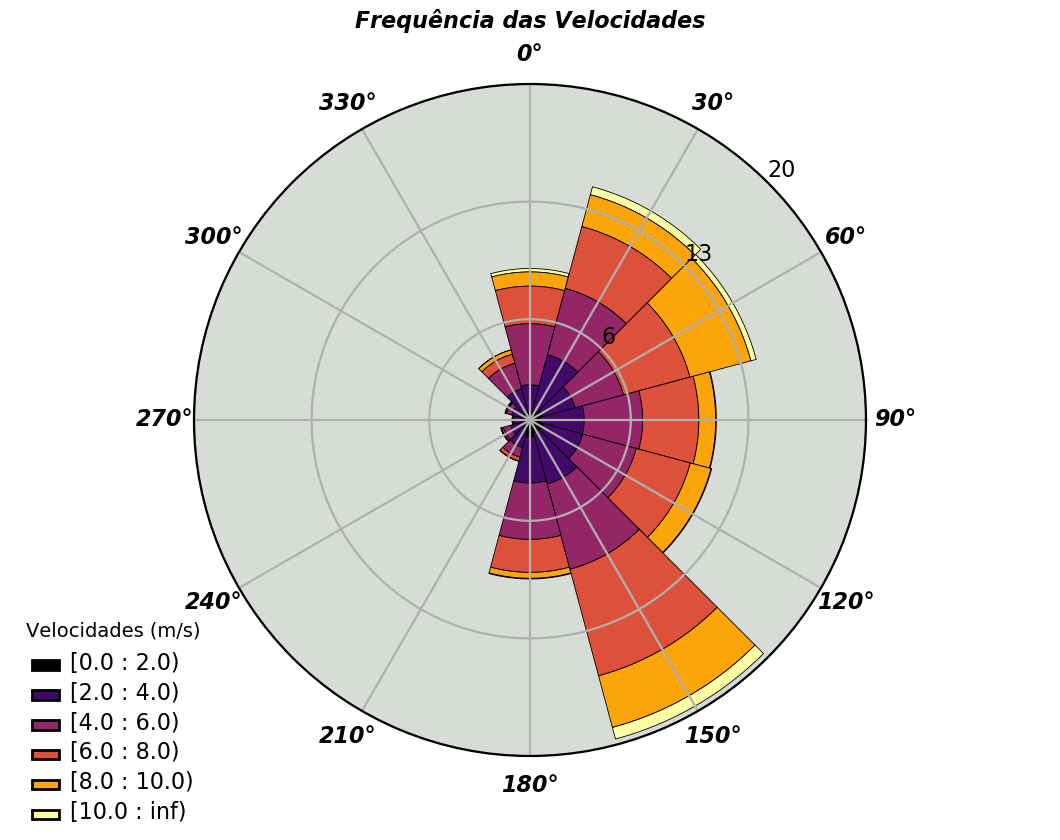 Frequência das Velocidades
0°
330°
30°
20
300°
60°
13
6
270°
90°
240°
120°
Velocidades (m/s)
[0.0 : 2.0)
[2.0 : 4.0)
[4.0 : 6.0)
210°
150°
[6.0 : 8.0)
180°
[8.0 : 10.0)
[10.0 : inf)